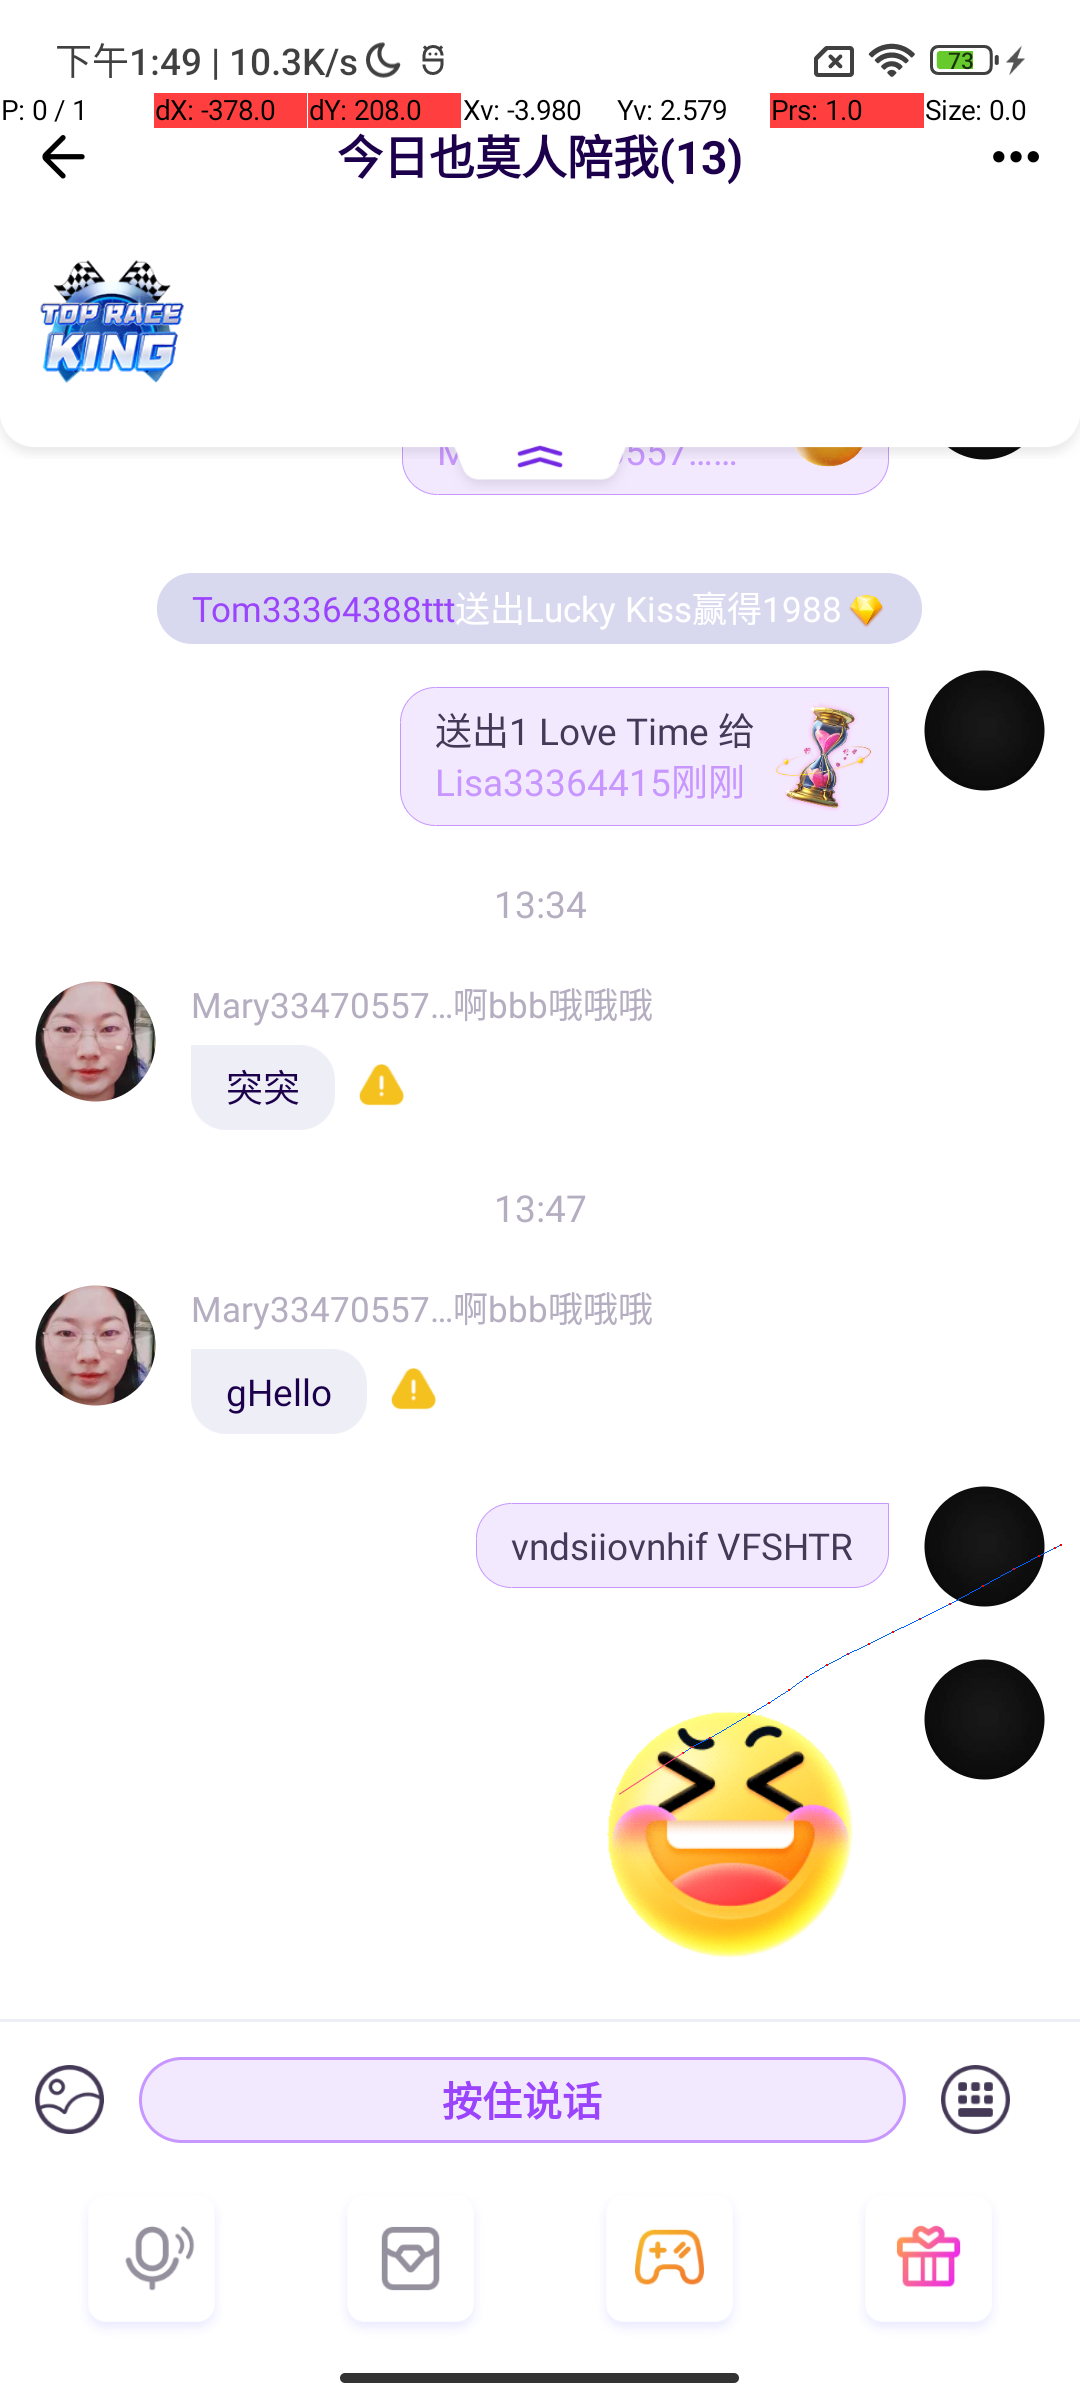 下午1:49 | 10.3K/s
73
P: 0 / 1 dX: -378.0 dY: 208.0 Xv: -3.980 Yv: 2.579 Prs: 1.0 Size: 0.0
今日也莫人陪我(13)
TOP RACE
KING
557......
Tom33364388ttt送出Lucky Kiss赢得1988
送出1 Love Time 给
Lisa33364415刚刚
13:34
Mary33470557...啊bbb哦哦哦
突突
13:47
Mary33470557...啊bbb哦哦哦
gHello
vndsiiovnhif VFSHTR
按住说话